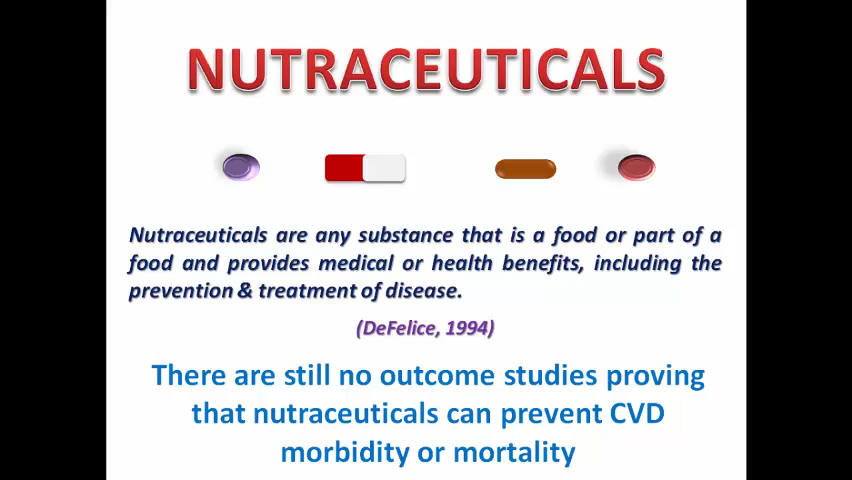 NUTRACEUTICALS
Nutraceuticals are any substance that is a food or part of a
food and provides medical or health benefits, including the
prevention & treatment of disease.
(DeFelice, 1994)
There are still no outcome studies proving
that nutraceuticals can prevent CVD
morbidity or mortality